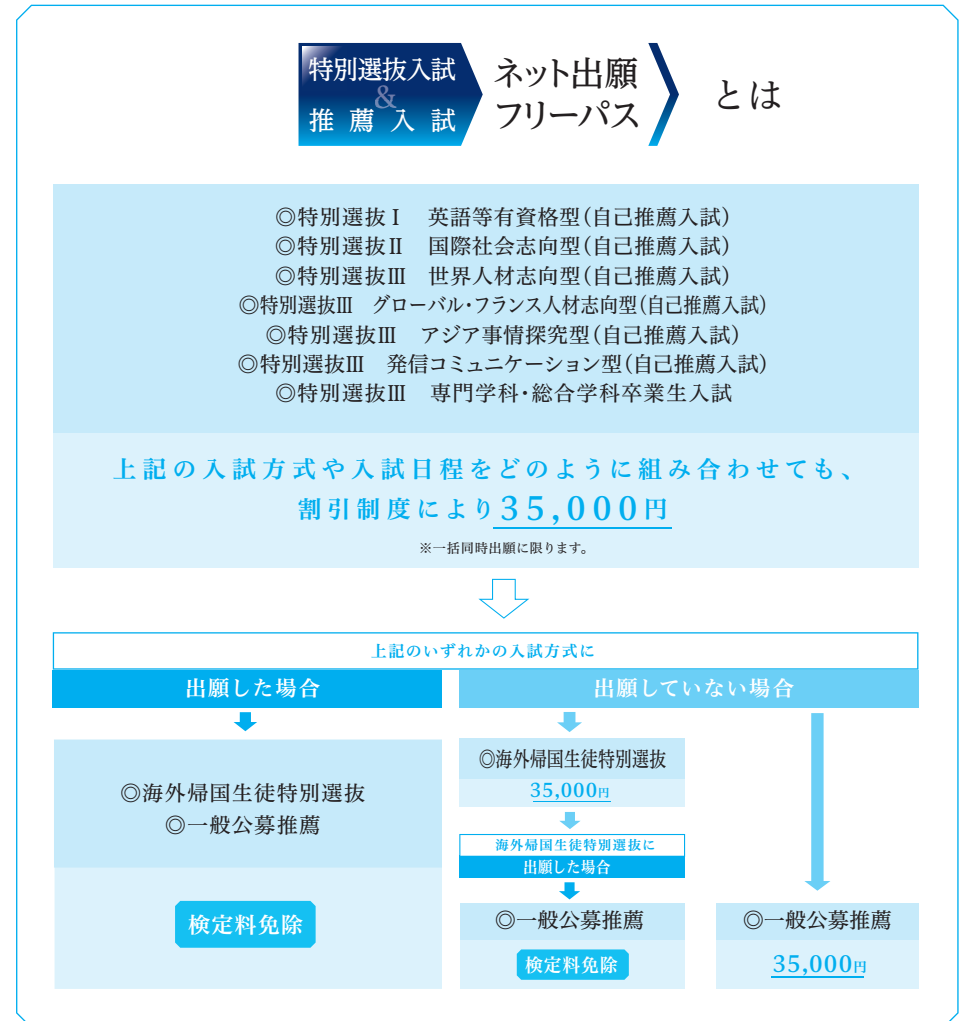 特別選抜入試
&
推薦入試
ネット出願
フリーパス
とは
◎特別選抜Ⅰ　英語等有資格型(自己推薦入試)
◎特別選抜Ⅱ　国際社会志向型(自己推薦入試)
◎特別選抜Ⅲ　世界人材志向型(自己推薦入試)
◎特別選抜Ⅲ　グローバル・フランス人材志向型(自己推薦入試)
◎特別選抜Ⅲ　アジア事情探究型(自己推薦入試)
◎特別選抜Ⅲ　発信コミュニケーション型(自己推薦入試)
◎特別選抜Ⅲ　専門学科・総合学科卒業生入試
上記の入試方式や入試日程をどのように組み合わせても、
割引制度により35,000円
※一括同時出願に限ります。
上記のいずれかの入試方式に
出願した場合
◎海外帰国生徒特別選抜
◎一般公募推薦
検定料免除
出願していない場合
◎海外帰国生徒特別選抜
35,000円
海外帰国生徒特別選抜に
出願した場合
◎一般公募推薦
検定料免除
◎一般公募推薦
35,000円